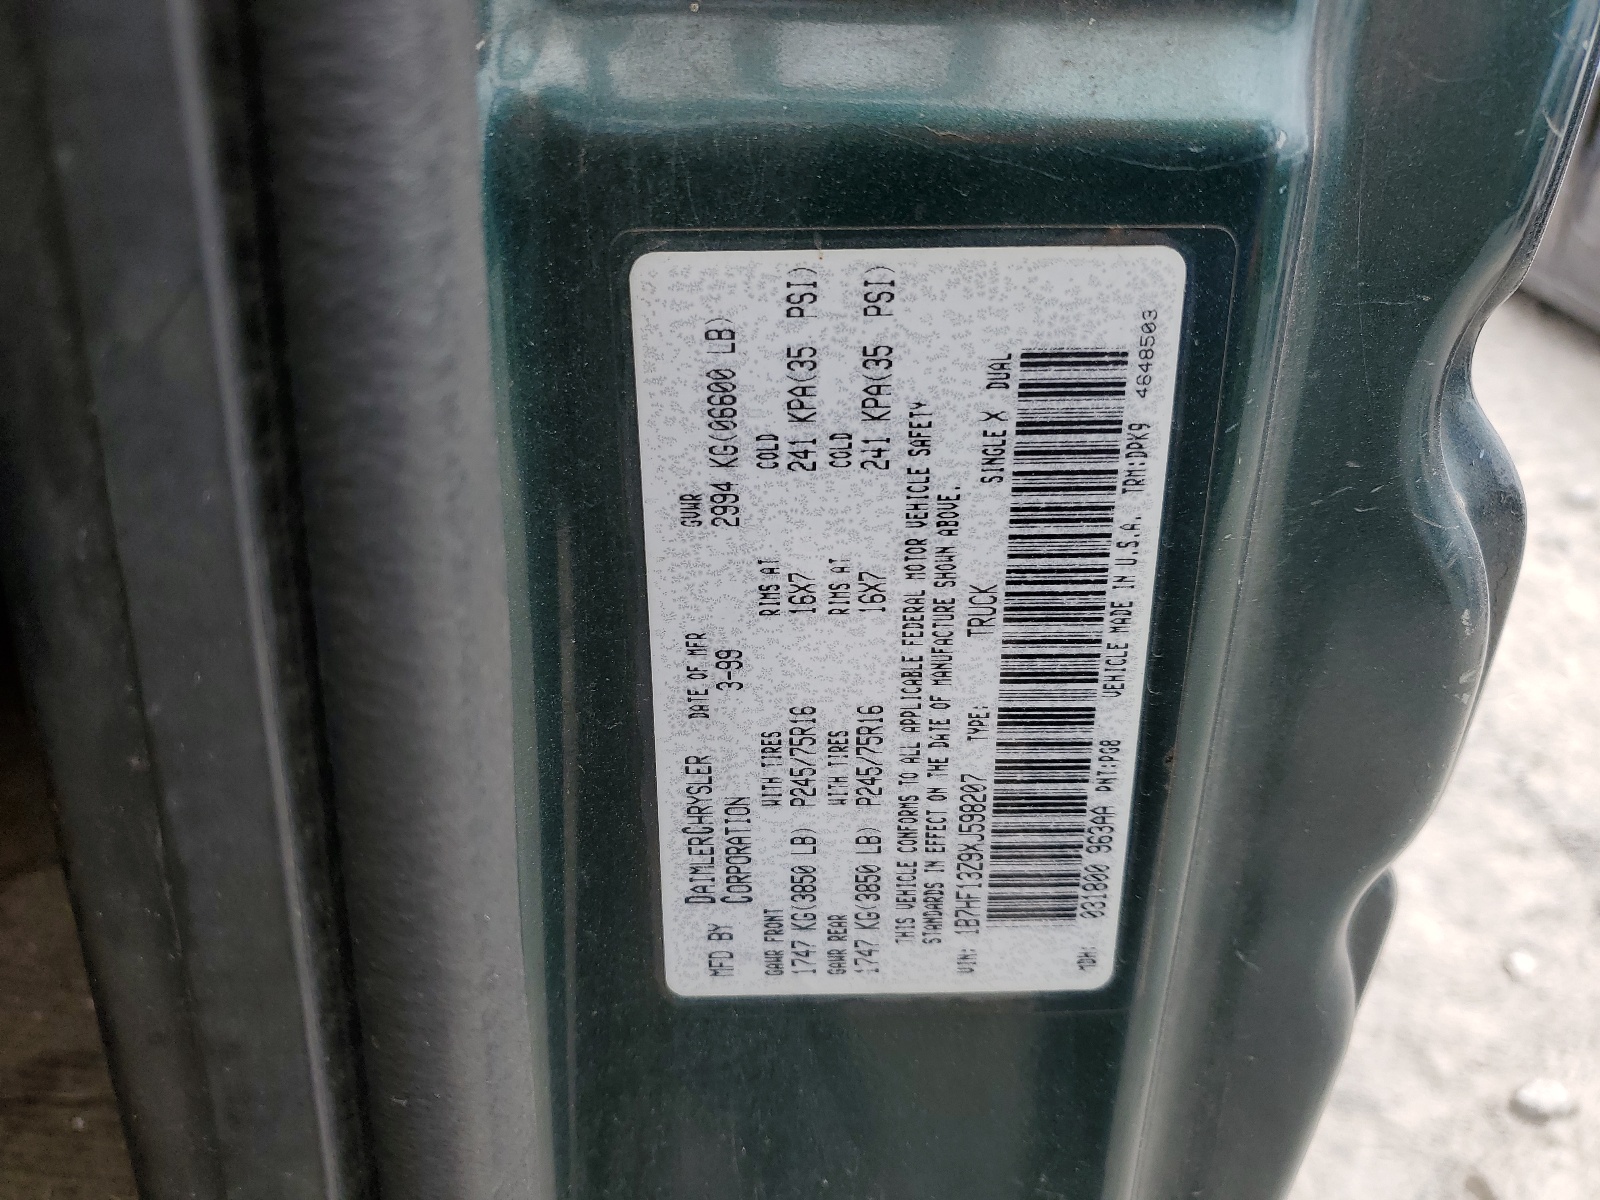 MFD BY DAIMLERCHRYSLER DATE OF MFR GVWR
CORPORATION 3-99 2994 KG(06600 LB)
GAWR FRONT WITH TIRES RIMS AT COLD
1747 KG(3850 LB) P245/75R16 16X7 241 KPA(35 PSI)
GAWR REAR WITH TIRES RIMS AT COLD
1747 KG(3850 LB) P245/75R16 16X7 241 KPA(35 PSI)
THIS VEHICLE CONFORMS TO ALL APPLICABLE FEDERAL MOTOR VEHICLE SAFETY
STANDARDS IN EFFECT ON THE DATE OF MANUFACTURE SHOWN ABOVE.
VIN: 1B7HF13Z9XJ598207 TYPE: TRUCK SINGLE X DUAL
MDH: 031800 963AA PNT:PG8 VEHICLE MADE IN U.S.A. TRM:DPK9 4648503